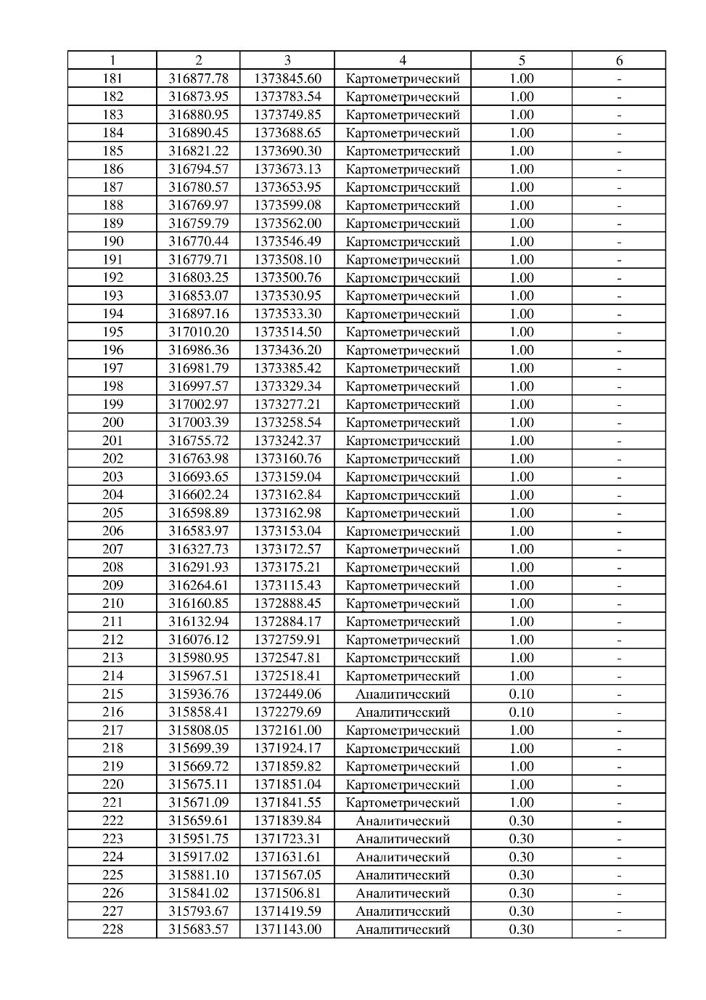 1 2 3 4 5 6
181 316877.78 1373845.60 Картометрический 1.00 -
182 316873.95 1373783.54 Картометрический 1.00 -
183 316880.95 1373749.85 Картометрический 1.00 -
184 316890.45 1373688.65 Картометрический 1.00 -
185 316821.22 1373690.30 Картометрический 1.00 -
186 316794.57 1373673.13 Картометрический 1.00 -
187 316780.57 1373653.95 Картометрический 1.00 -
188 316769.97 1373599.08 Картометрический 1.00 -
189 316759.79 1373562.00 Картометрический 1.00 -
190 316770.44 1373546.49 Картометрический 1.00 -
191 316779.71 1373508.10 Картометрический 1.00 -
192 316803.25 1373500.76 Картометрический 1.00 -
193 316853.07 1373530.95 Картометрический 1.00 -
194 316897.16 1373533.30 Картометрический 1.00 -
195 317010.20 1373514.50 Картометрический 1.00 -
196 316986.36 1373436.20 Картометрический 1.00 -
197 316981.79 1373385.42 Картометрический 1.00 -
198 316997.57 1373329.34 Картометрический 1.00 -
199 317002.97 1373277.21 Картометрический 1.00 -
200 317003.39 1373258.54 Картометрический 1.00 -
201 316755.72 1373242.37 Картометрический 1.00 -
202 316763.98 1373160.76 Картометрический 1.00 -
203 316693.65 1373159.04 Картометрический 1.00 -
204 316602.24 1373162.84 Картометрический 1.00 -
205 316598.89 1373162.98 Картометрический 1.00 -
206 316583.97 1373153.04 Картометрический 1.00 -
207 316327.73 1373172.57 Картометрический 1.00 -
208 316291.93 1373175.21 Картометрический 1.00 -
209 316264.61 1373115.43 Картометрический 1.00 -
210 316160.85 1372888.45 Картометрический 1.00 -
211 316132.94 1372884.17 Картометрический 1.00 -
212 316076.12 1372759.91 Картометрический 1.00 -
213 315980.95 1372547.81 Картометрический 1.00 -
214 315967.51 1372518.41 Картометрический 1.00 -
215 315936.76 1372449.06 Аналитический 0.10 -
216 315858.41 1372279.69 Аналитический 0.10 -
217 315808.05 1372161.00 Картометрический 1.00 -
218 315699.39 1371924.17 Картометрический 1.00 -
219 315669.72 1371859.82 Картометрический 1.00 -
220 315675.11 1371851.04 Картометрический 1.00 -
221 315671.09 1371841.55 Картометрический 1.00 -
222 315659.61 1371839.84 Аналитический 0.30 -
223 315951.75 1371723.31 Аналитический 0.30 -
224 315917.02 1371631.61 Аналитический 0.30 -
225 315881.10 1371567.05 Аналитический 0.30 -
226 315841.02 1371506.81 Аналитический 0.30 -
227 315793.67 1371419.59 Аналитический 0.30 -
228 315683.57 1371143.00 Аналитический 0.30 -